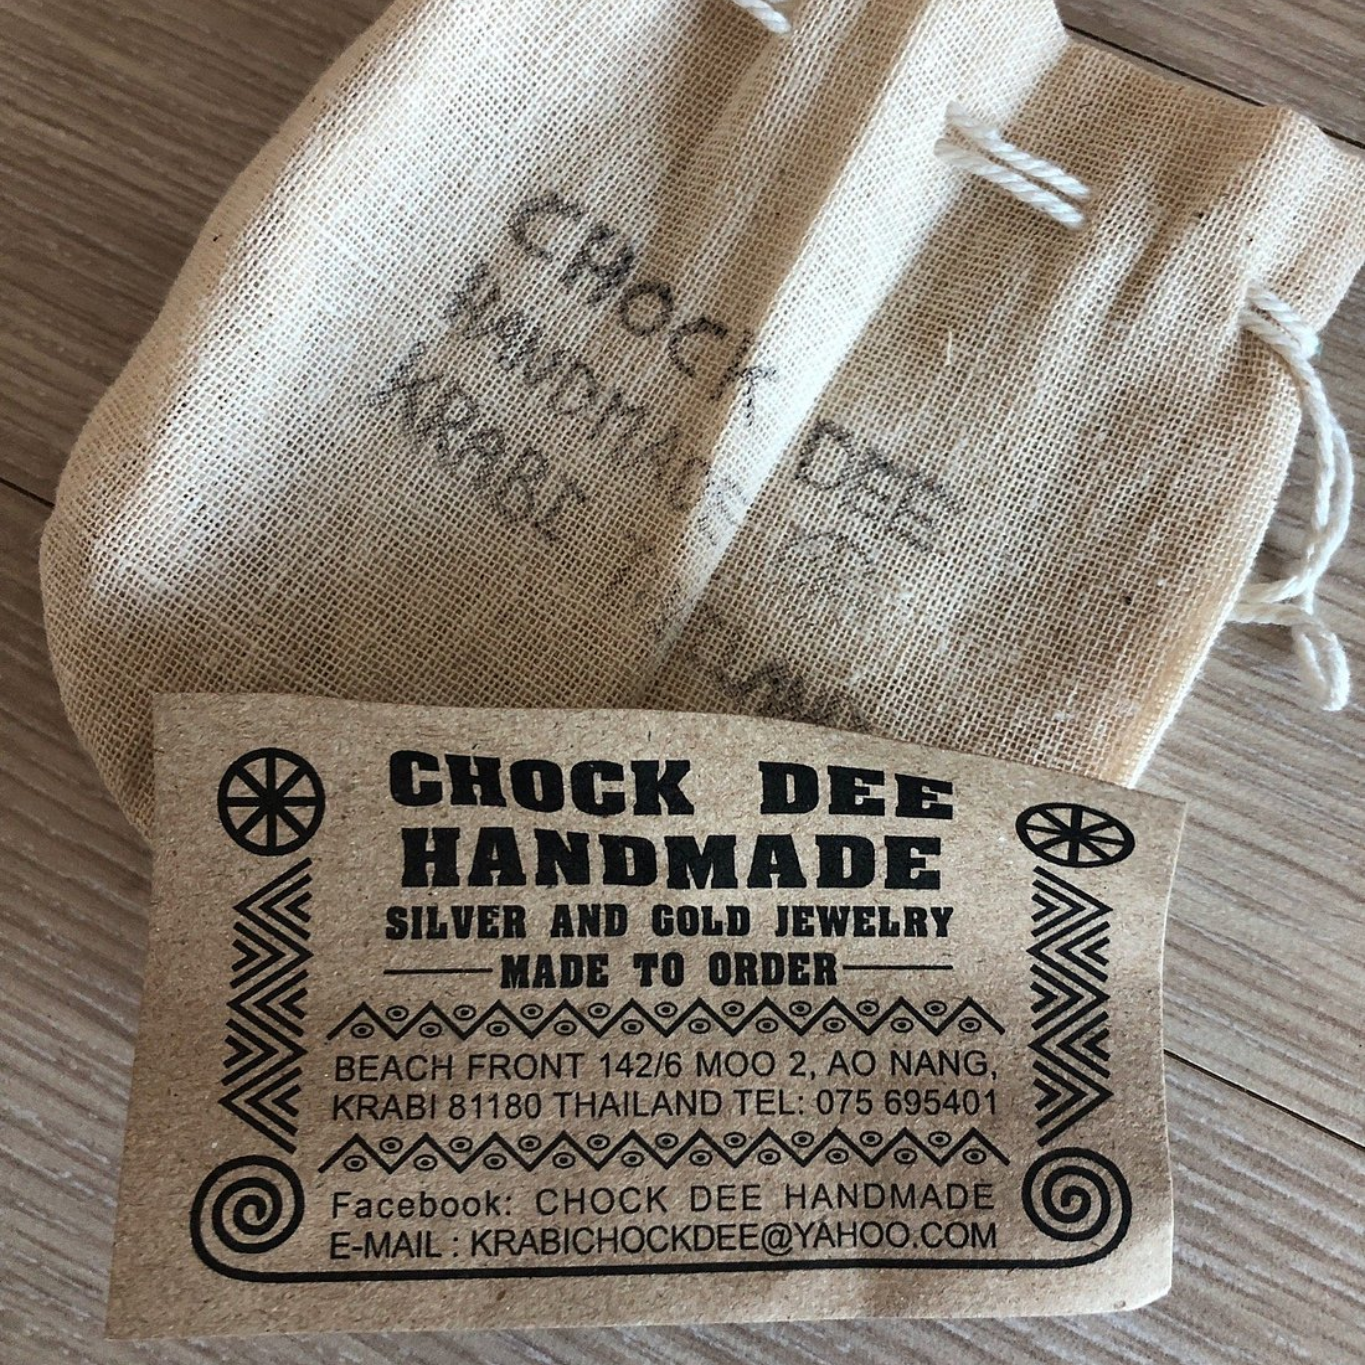 CHOCK DEE
HANDMADE
KRABI
CHOCK DEE
HANDMADE
SILVER AND GOLD JEWELRY
MADE TO ORDER
BEACH FRONT 142/6 MOO 2, AO NANG,
KRABI 81180 THAILAND TEL: 075 695401
Facebook: CHOCK DEE HANDMADE
E-MAIL : KRABICHOCKDEE@YAHOO.COM